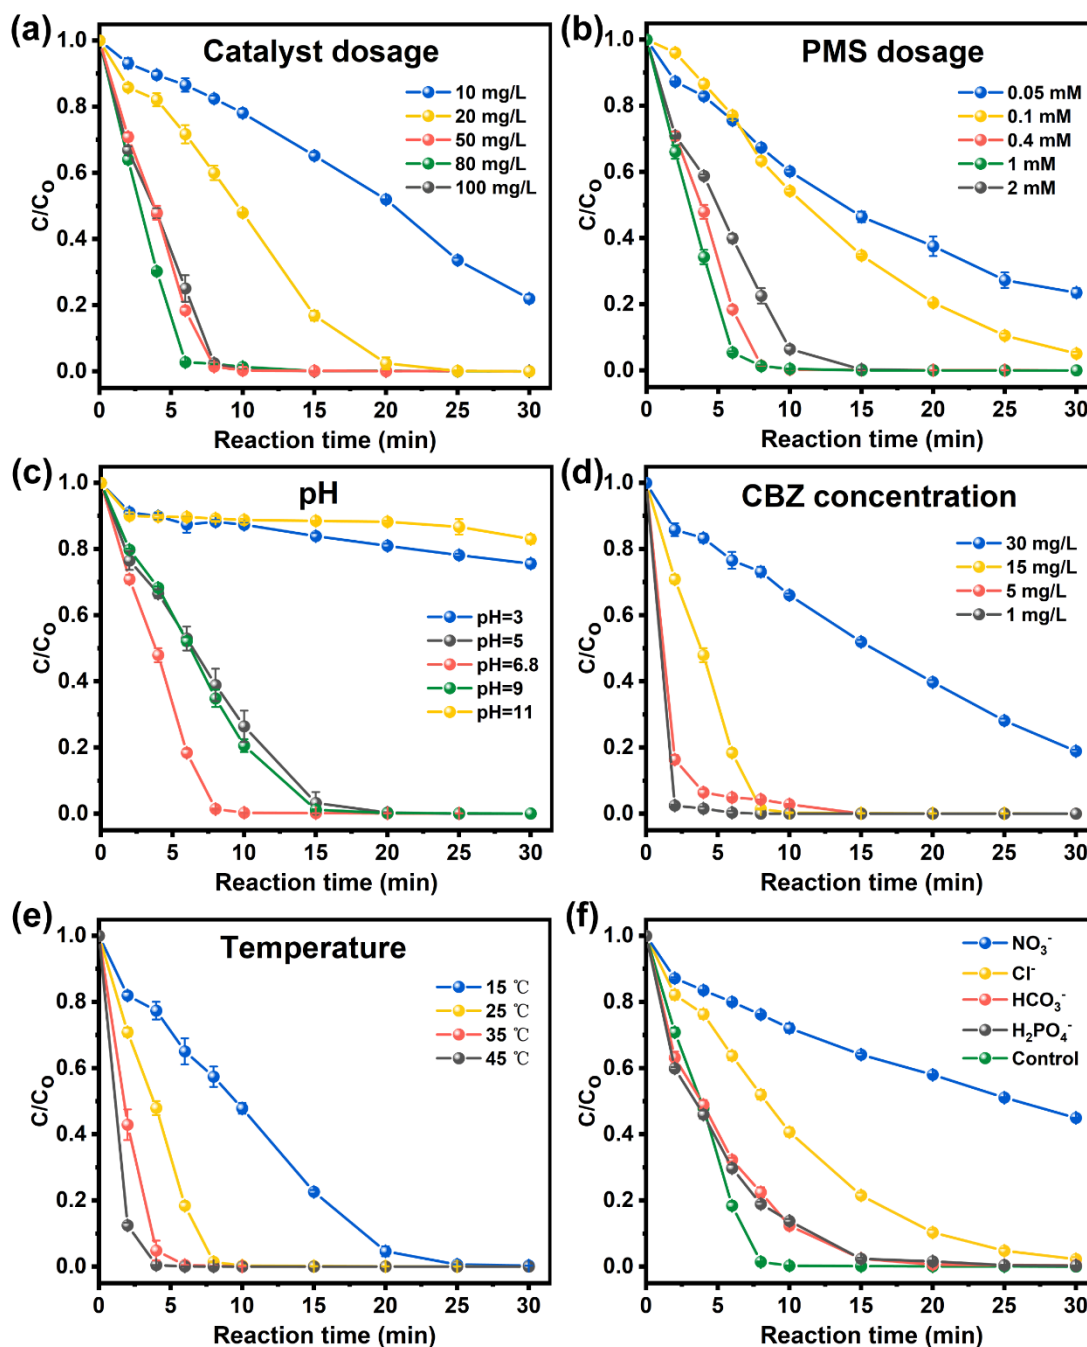 (a)
Catalyst dosage
10 mg/L
20 mg/L
50 mg/L
80 mg/L
100 mg/L
C/C₀
1.0
0.8
0.6
0.4
0.2
0.0
0 5 10 15 20 25 30
Reaction time (min)
(b)
PMS dosage
0.05 mM
0.1 mM
0.4 mM
1 mM
2 mM
C/C₀
1.0
0.8
0.6
0.4
0.2
0.0
0 5 10 15 20 25 30
Reaction time (min)
(c)
pH
pH=3
pH=5
pH=6.8
pH=9
pH=11
C/C₀
1.0
0.8
0.6
0.4
0.2
0.0
0 5 10 15 20 25 30
Reaction time (min)
(d)
CBZ concentration
30 mg/L
15 mg/L
5 mg/L
1 mg/L
C/C₀
1.0
0.8
0.6
0.4
0.2
0.0
0 5 10 15 20 25 30
Reaction time (min)
(e)
Temperature
15 ℃
25 ℃
35 ℃
45 ℃
C/C₀
1.0
0.8
0.6
0.4
0.2
0.0
0 5 10 15 20 25 30
Reaction time (min)
(f)
NO₃⁻
Cl⁻
HCO₃⁻
H₂PO₄⁻
Control
C/C₀
1.0
0.8
0.6
0.4
0.2
0.0
0 5 10 15 20 25 30
Reaction time (min)